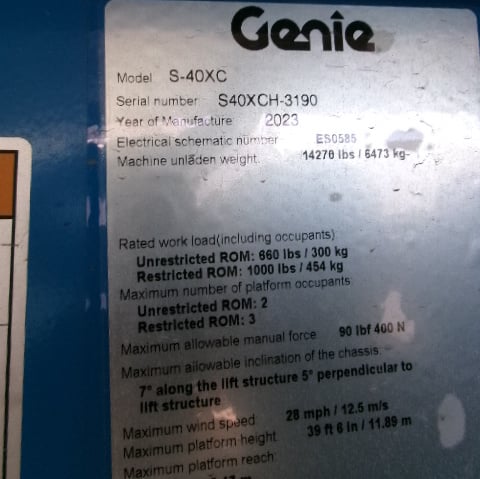 Genie
Model S-40XC
Serial number S40XCH-3190
Year of Manufacture 2023
Electrical schematic number ES0585
Machine unladen weight. 14270 lbs / 6473 kg
Rated work load(including occupants)
Unrestricted ROM: 660 lbs / 300 kg
Restricted ROM: 1000 lbs / 454 kg
Maximum number of platform occupants:
Unrestricted ROM: 2
Restricted ROM: 3
Maximum allowable manual force 90 lbf 400 N
Maximum allowable inclination of the chassis:
7° along the lift structure 5° perpendicular to
lift structure
Maximum wind speed 28 mph / 12.5 m/s
Maximum platform height 39 ft 6 in / 11.89 m
Maximum platform reach: